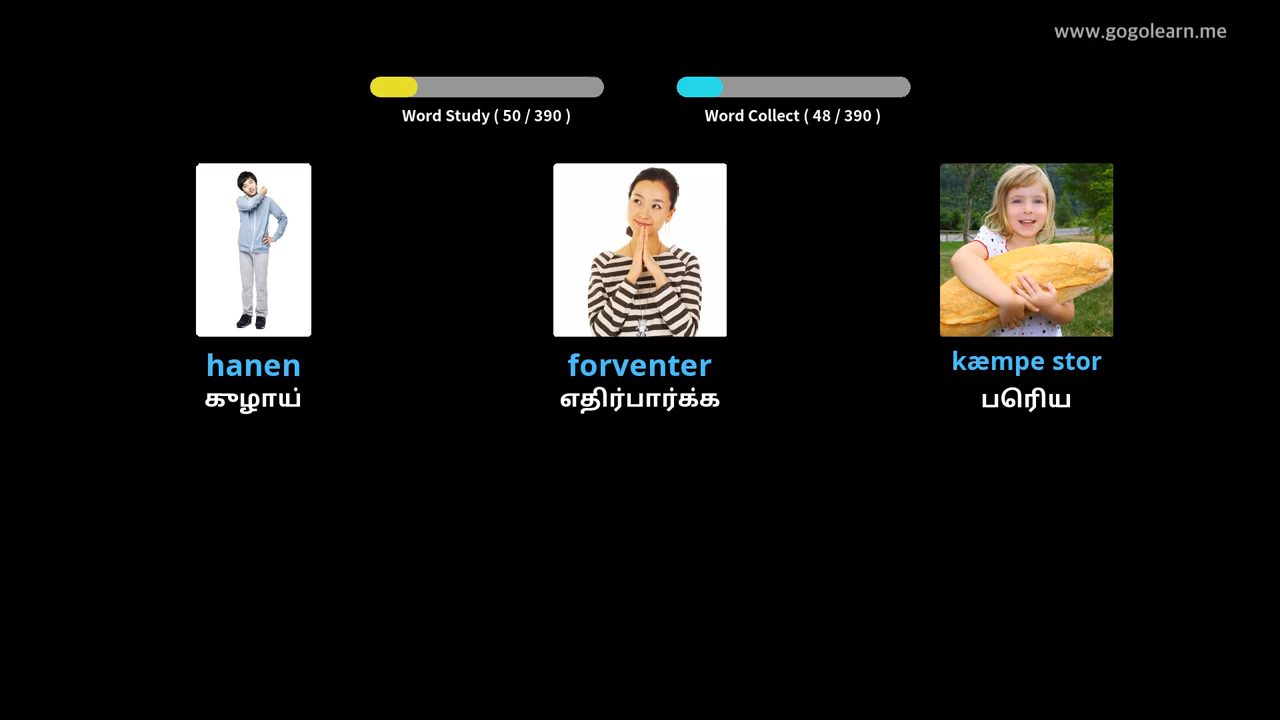 www.gogolearn.me
Word Study ( 50 / 390 )
Word Collect ( 48 / 390 )
hanen
forventer
kæmpe stor
குழாய்
எதிர்பார்க்க
பெரிய